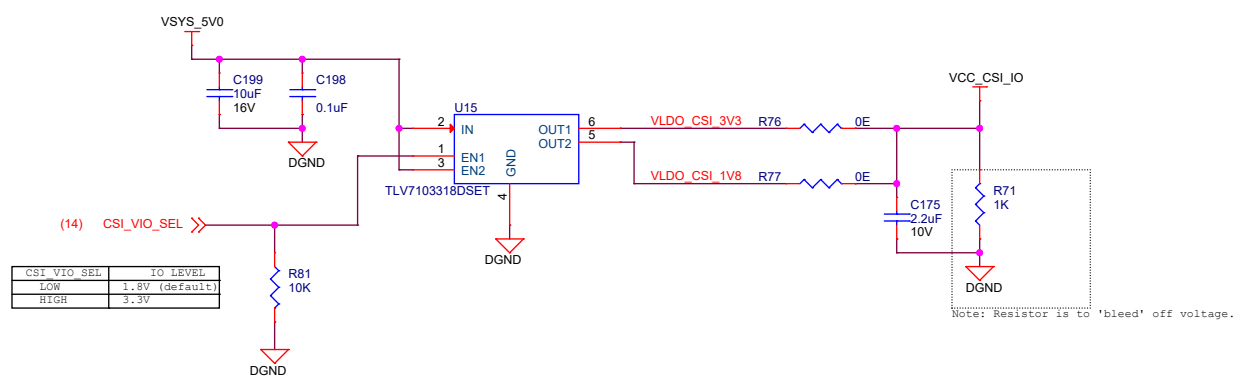 VSYS_5V0
C199
10uF
16V
C198
0.1uF
DGND
U15
2
IN
1
EN1
3
EN2
GND
4
OUT1
6
OUT2
5
TLV7103318DSET
DGND
VLDO_CSI_3V3
R76
0E
VLDO_CSI_1V8
R77
0E
VCC_CSI_IO
C175
2.2uF
10V
R71
1K
DGND
Note: Resistor is to 'bleed' off voltage.
(14) CSI_VIO_SEL
R81
10K
DGND
CSI_VIO_SEL IO LEVEL
LOW 1.8V (default)
HIGH 3.3V